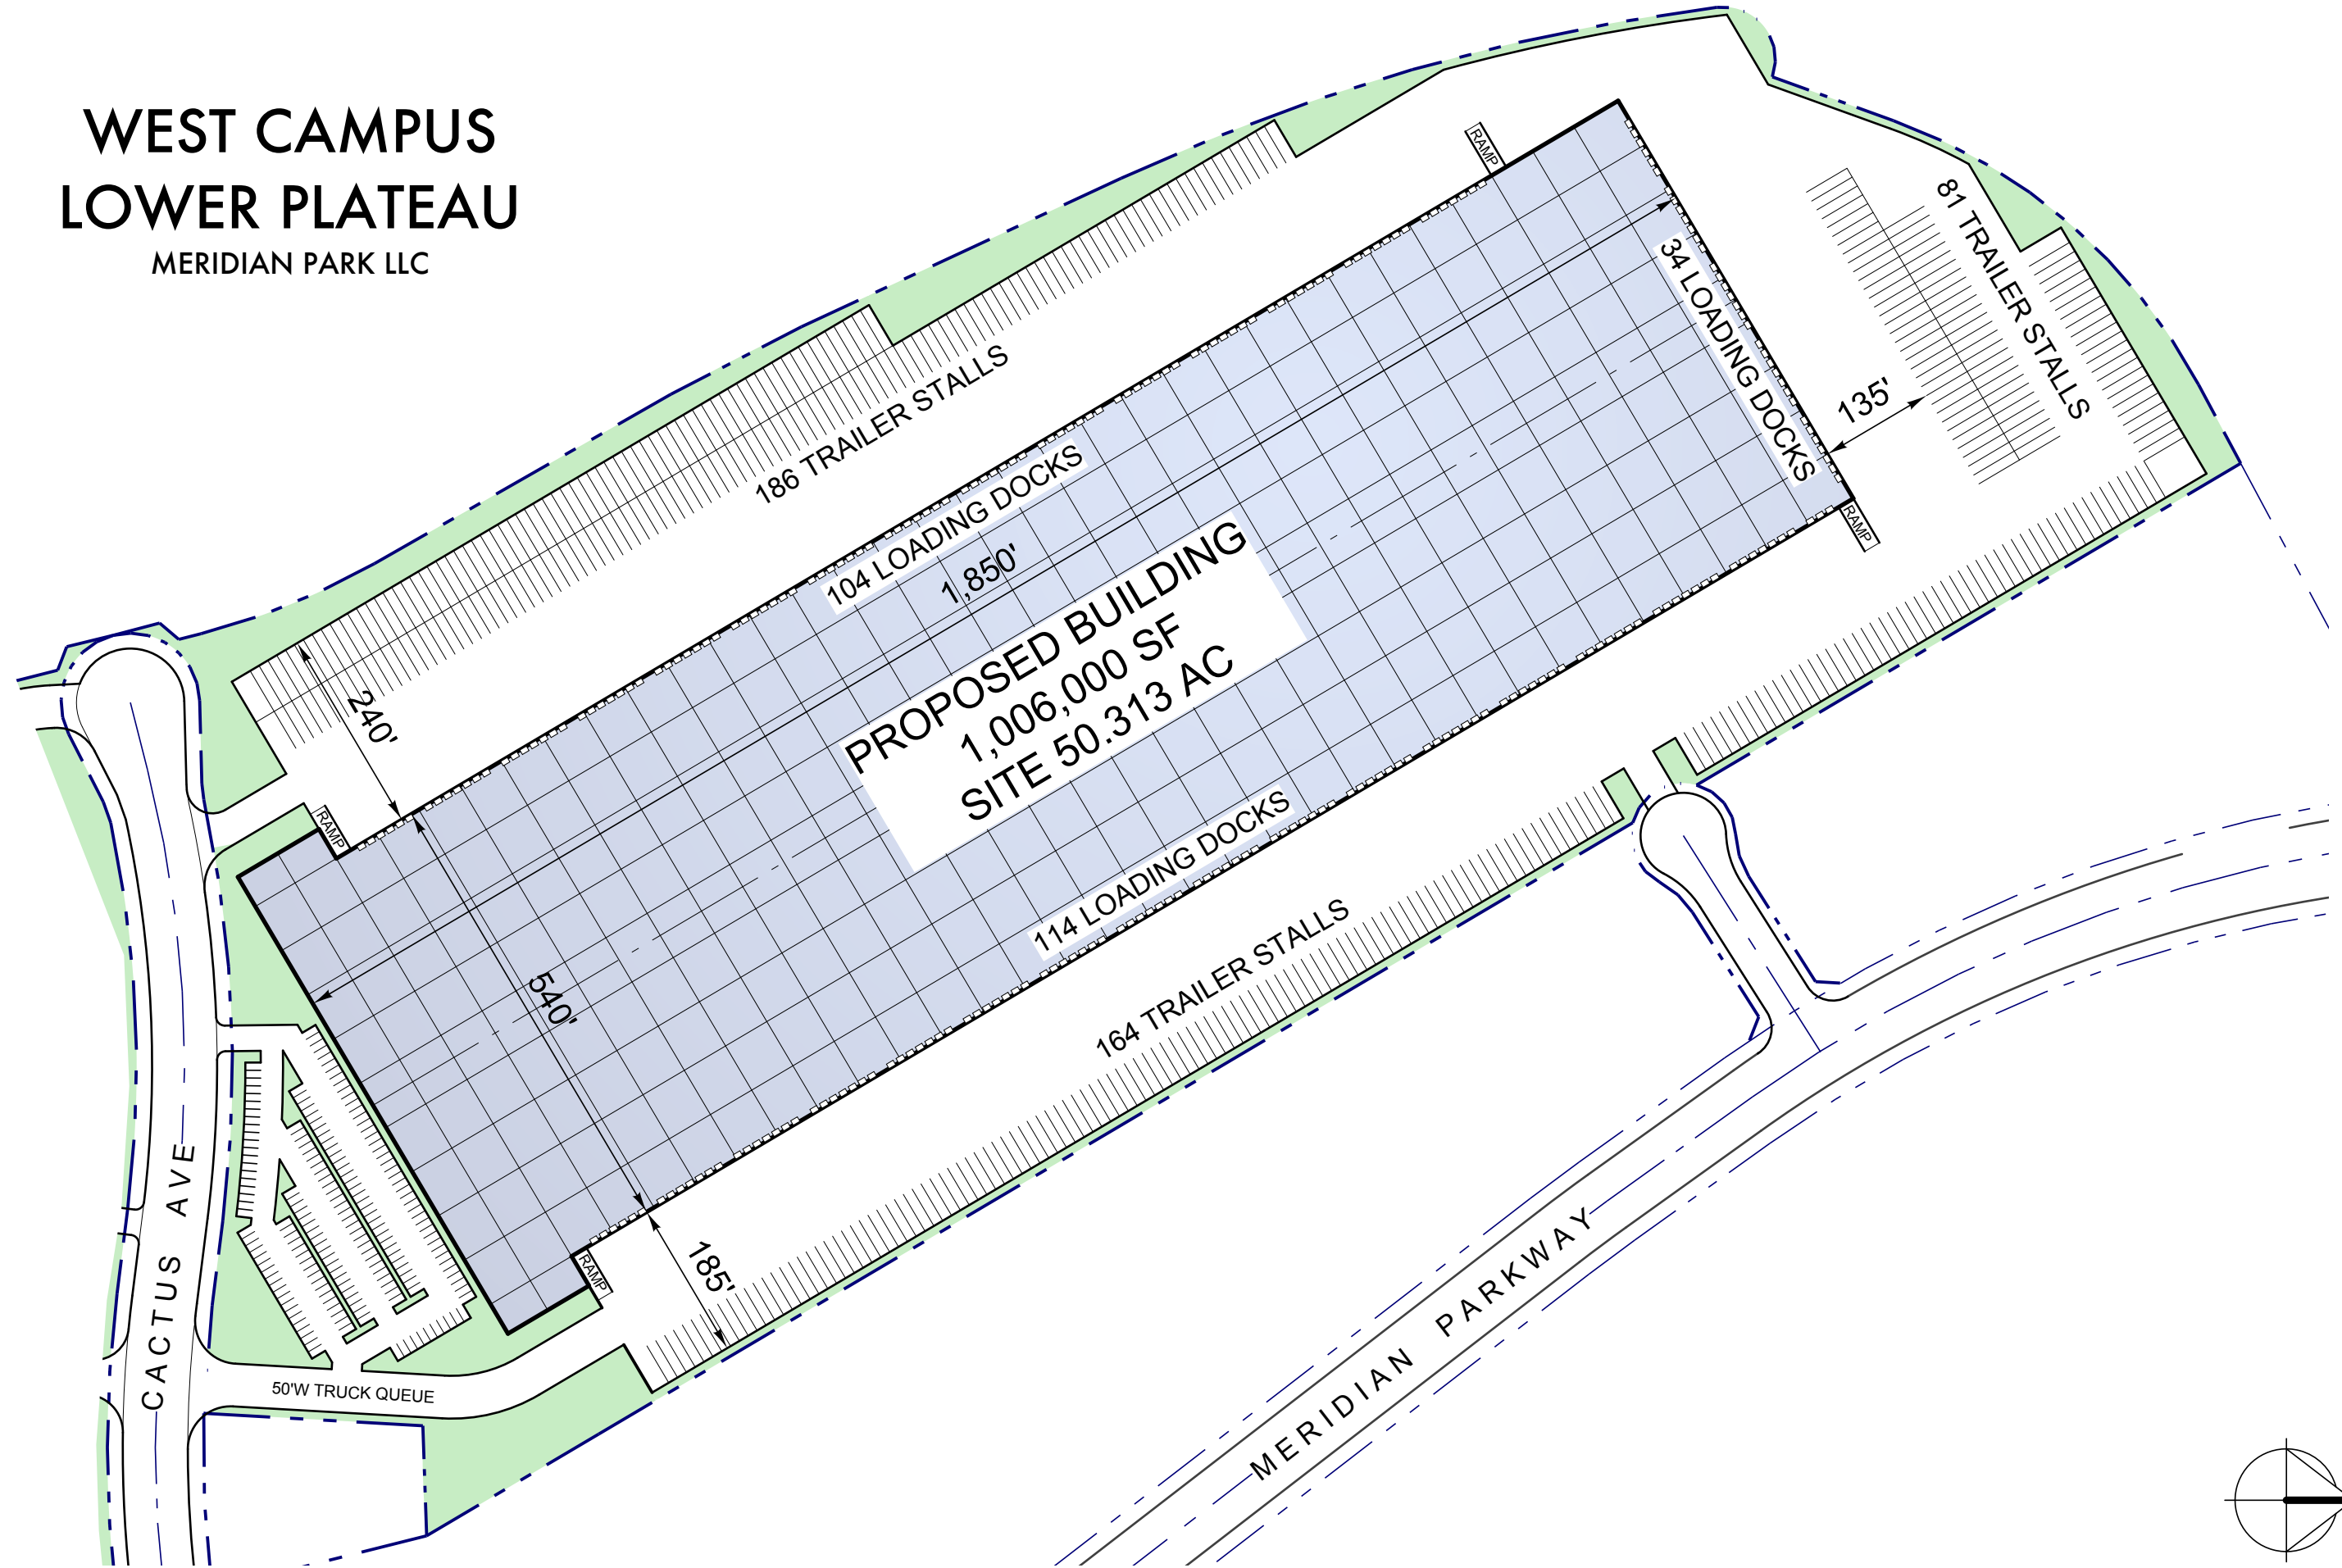 WEST CAMPUS
LOWER PLATEAU
MERIDIAN PARK LLC
RAMP
81 TRAILER STALLS
34 LOADING DOCKS
135'
186 TRAILER STALLS
104 LOADING DOCKS
1,850'
RAMP
PROPOSED BUILDING
1,006,000 SF
SITE 50.313 AC
240'
RAMP
114 LOADING DOCKS
540'
164 TRAILER STALLS
185'
RAMP
CACTUS AVE
50'W TRUCK QUEUE
MERIDIAN PARKWAY